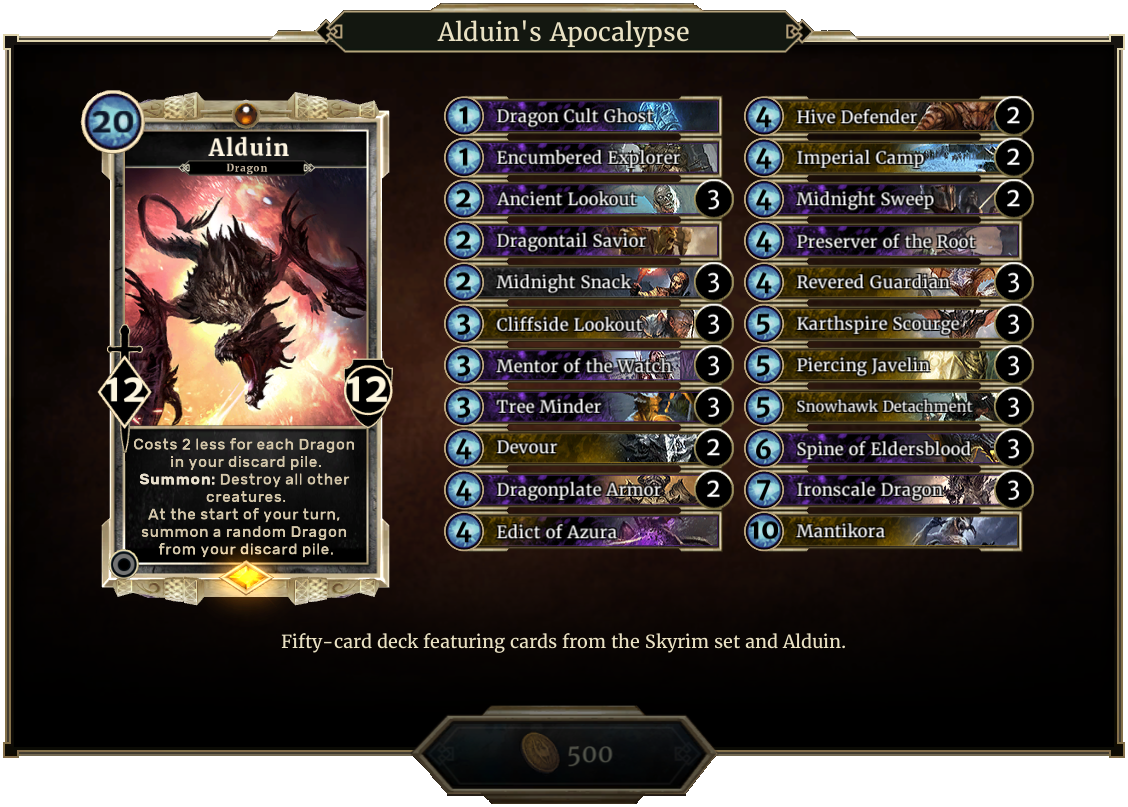 Alduin's Apocalypse
20
Alduin
Dragon
12
12
Costs 2 less for each Dragon
in your discard pile.
Summon: Destroy all other
creatures.
At the start of your turn,
summon a random Dragon
from your discard pile.
1 Dragon Cult Ghost
1 Encumbered Explorer
2 Ancient Lookout 3
2 Dragontail Savior
2 Midnight Snack 3
3 Cliffside Lookout 3
3 Mentor of the Watch 3
3 Tree Minder 3
4 Devour 2
4 Dragonplate Armor 2
4 Edict of Azura
4 Hive Defender 2
4 Imperial Camp 2
4 Midnight Sweep 2
4 Preserver of the Root
4 Revered Guardian 3
5 Karthspire Scourge 3
5 Piercing Javelin 3
5 Snowhawk Detachment 3
6 Spine of Eldersblood 3
7 Ironscale Dragon 3
10 Mantikora
Fifty-card deck featuring cards from the Skyrim set and Alduin.
500